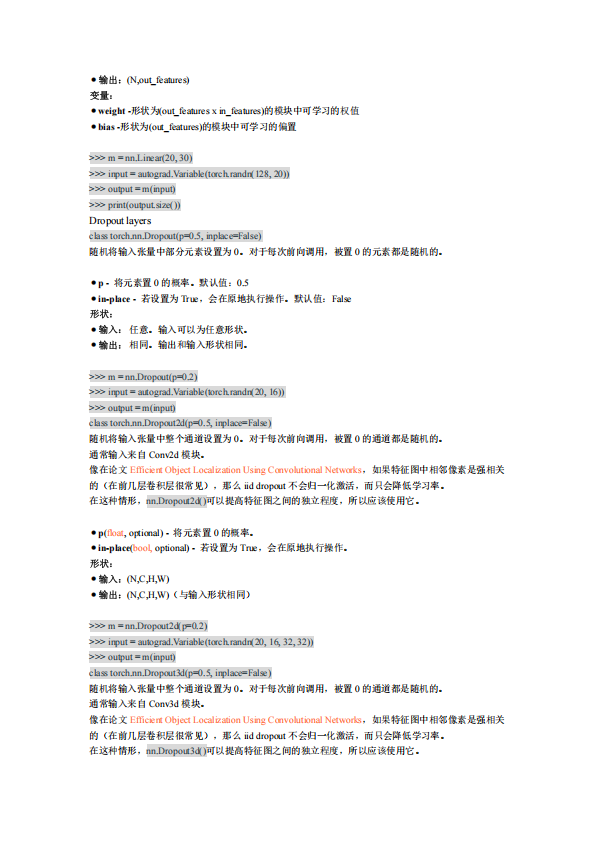 ● 输出：(N,out_features)
变量：
● weight -形状为(out_features x in_features)的模块中可学习的权值
● bias -形状为(out_features)的模块中可学习的偏置
>>> m = nn.Linear(20, 30)
>>> input = autograd.Variable(torch.randn(128, 20))
>>> output = m(input)
>>> print(output.size())
Dropout layers
class torch.nn.Dropout(p=0.5, inplace=False)
随机将输入张量中部分元素设置为 0。对于每次前向调用，被置 0 的元素都是随机的。
● p - 将元素置 0 的概率。默认值：0.5
● in-place - 若设置为 True，会在原地执行操作。默认值：False
形状：
● 输入： 任意。输入可以为任意形状。
● 输出： 相同。输出和输入形状相同。
>>> m = nn.Dropout(p=0.2)
>>> input = autograd.Variable(torch.randn(20, 16))
>>> output = m(input)
class torch.nn.Dropout2d(p=0.5, inplace=False)
随机将输入张量中整个通道设置为 0。对于每次前向调用，被置 0 的通道都是随机的。
通常输入来自 Conv2d 模块。
像在论文 Efficient Object Localization Using Convolutional Networks，如果特征图中相邻像素是强相关
的（在前几层卷积层很常见），那么 iid dropout 不会归一化激活，而只会降低学习率。
在这种情形，nn.Dropout2d()可以提高特征图之间的独立程度，所以应该使用它。
● p(float, optional) - 将元素置 0 的概率。
● in-place(bool, optional) - 若设置为 True，会在原地执行操作。
形状：
● 输入：(N,C,H,W)
● 输出：(N,C,H,W)（与输入形状相同）
>>> m = nn.Dropout2d(p=0.2)
>>> input = autograd.Variable(torch.randn(20, 16, 32, 32))
>>> output = m(input)
class torch.nn.Dropout3d(p=0.5, inplace=False)
随机将输入张量中整个通道设置为 0。对于每次前向调用，被置 0 的通道都是随机的。
通常输入来自 Conv3d 模块。
像在论文 Efficient Object Localization Using Convolutional Networks，如果特征图中相邻像素是强相关
的（在前几层卷积层很常见），那么 iid dropout 不会归一化激活，而只会降低学习率。
在这种情形，nn.Dropout3d()可以提高特征图之间的独立程度，所以应该使用它。